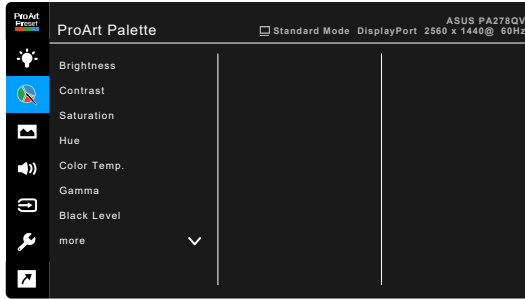 ProArt
Preset
ProArt Palette
ASUS PA278QV
Standard Mode DisplayPort 2560 x 1440@ 60Hz
Brightness
Contrast
Saturation
Hue
Color Temp.
Gamma
Black Level
more